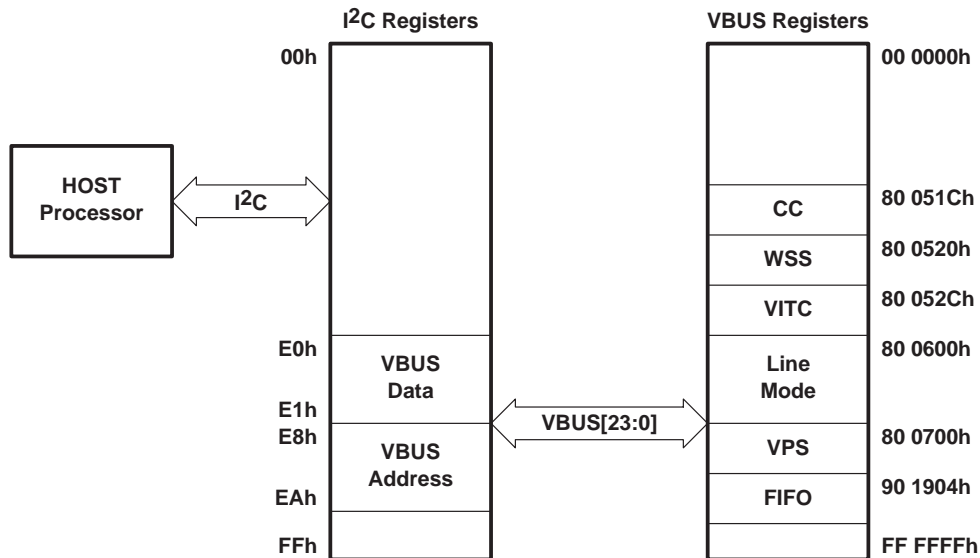 I2C Registers
VBUS Registers
00h
00 0000h
HOST
Processor
I2C
CC
80 051Ch
WSS
80 0520h
VITC
80 052Ch
E0h
VBUS
Data
E1h
Line
Mode
80 0600h
VBUS[23:0]
E8h
VBUS
Address
EAh
VPS
80 0700h
FIFO
90 1904h
FFh
FF FFFFh